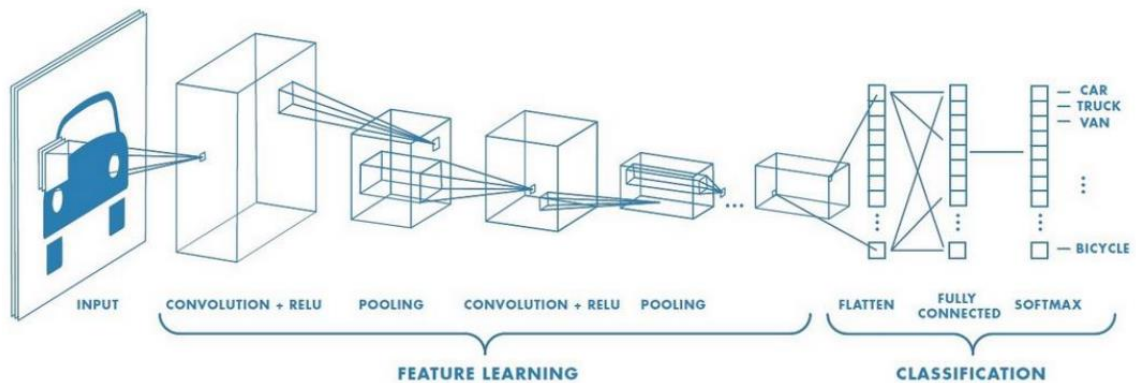 CAR
TRUCK
VAN
...
BICYCLE
INPUT
CONVOLUTION + RELU
POOLING
CONVOLUTION + RELU
POOLING
FLATTEN
FULLY
CONNECTED
SOFTMAX
FEATURE LEARNING
CLASSIFICATION